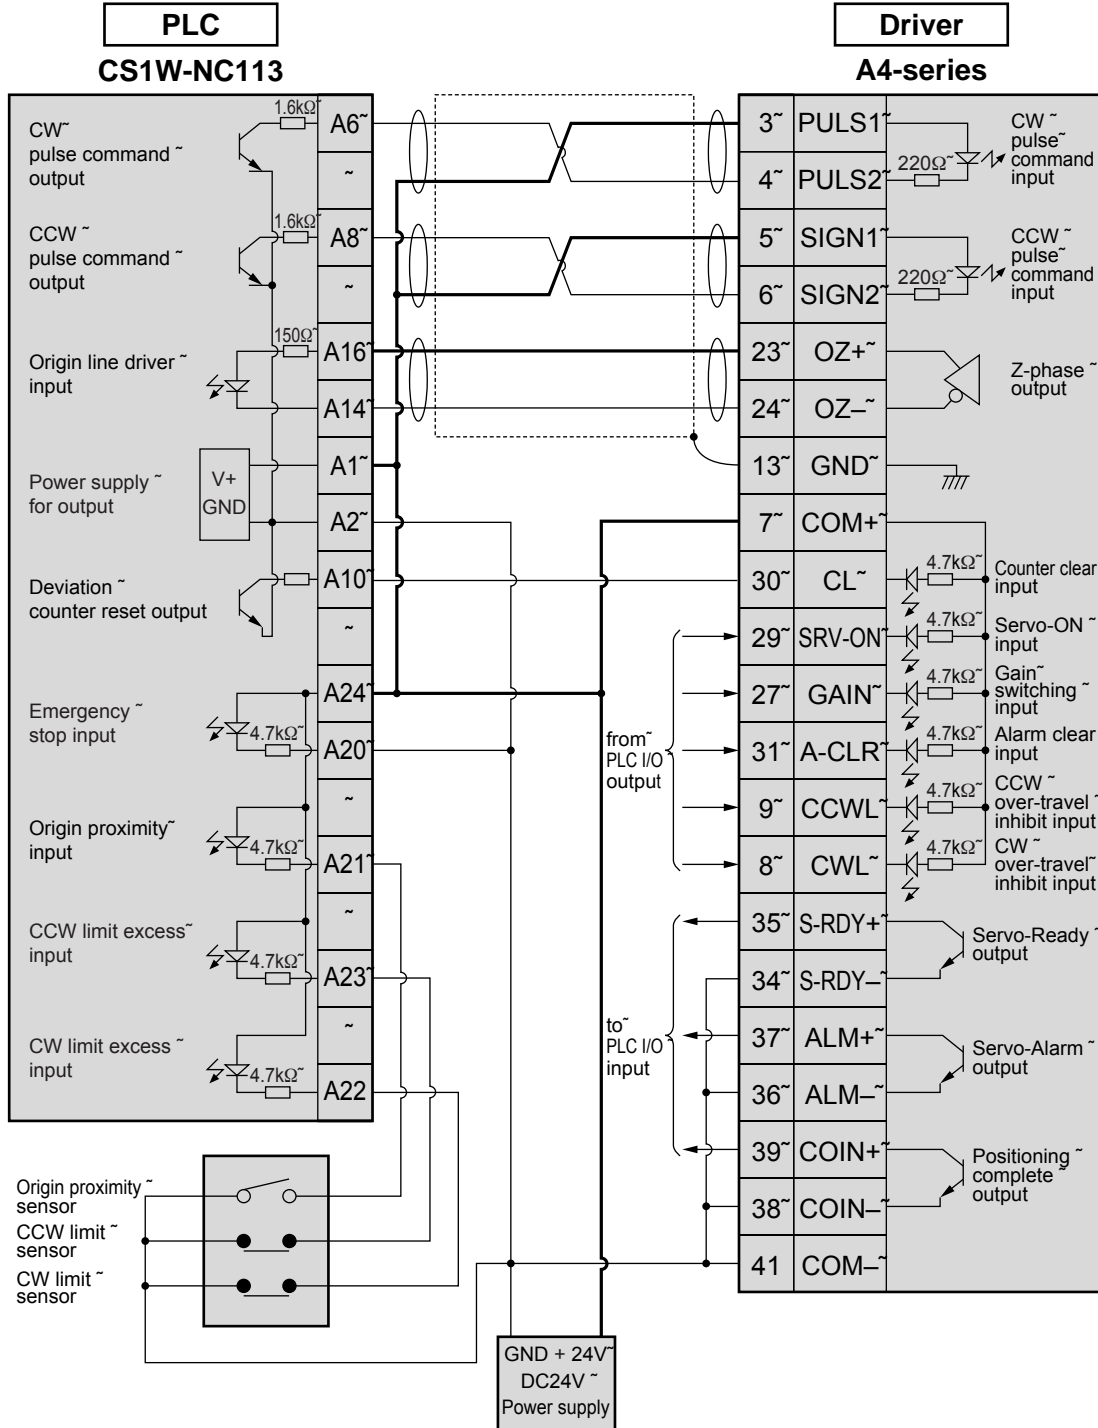 PLC
CS1W-NC113
Driver
A4-series
CW~
pulse command ~
output
1.6kΩ~
A6~
~
CCW ~
pulse command ~
output
1.6kΩ~
A8~
~
Origin line driver ~
input
150Ω~
A16~
A14~
Power supply ~
for output
V+
GND
A1~
A2~
Deviation ~
counter reset output
A10~
~
Emergency ~
stop input
A24~
4.7kΩ~
A20~
~
Origin proximity~
input
4.7kΩ~
A21~
~
CCW limit excess~
input
4.7kΩ~
A23~
~
CW limit excess ~
input
4.7kΩ~
A22
Origin proximity ~
sensor
CCW limit ~
sensor
CW limit ~
sensor
GND + 24V~
DC24V ~
Power supply
from~
PLC I/O
output
to~
PLC I/O
input
3~ PULS1~
4~ PULS2~
220Ω~
CW ~
pulse~
command
input
5~ SIGN1~
6~ SIGN2~
220Ω~
CCW ~
pulse~
command
input
23~ OZ+~
24~ OZ–~
Z-phase ~
output
13~ GND~
7~ COM+~
30~ CL~
4.7kΩ~
Counter clear
input
29~ SRV-ON~
4.7kΩ~
Servo-ON ~
input
27~ GAIN~
4.7kΩ~
Gain~
switching ~
input
31~ A-CLR~
4.7kΩ~
Alarm clear
input
9~ CCWL~
4.7kΩ~
CCW ~
over-travel ~
inhibit input
8~ CWL~
4.7kΩ~
CW ~
over-travel~
inhibit input
35~ S-RDY+~
34~ S-RDY–~
Servo-Ready ~
output
37~ ALM+~
36~ ALM–~
Servo-Alarm ~
output
39~ COIN+~
38~ COIN–~
Positioning ~
complete ~
output
41 COM–~